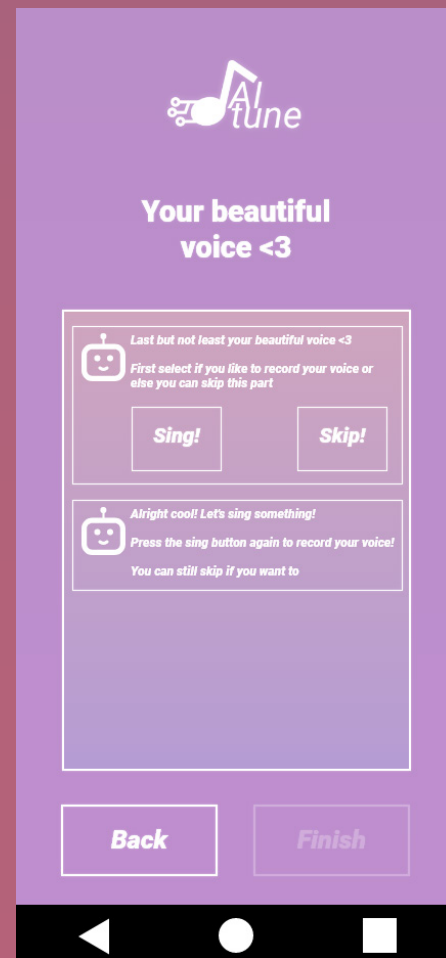 AI
tune
Your beautiful
voice <3
Last but not least your beautiful voice <3
First select if you like to record your voice or
else you can skip this part
Sing!
Skip!
Alright cool! Let's sing something!
Press the sing button again to record your voice!
You can still skip if you want to
Back
Finish